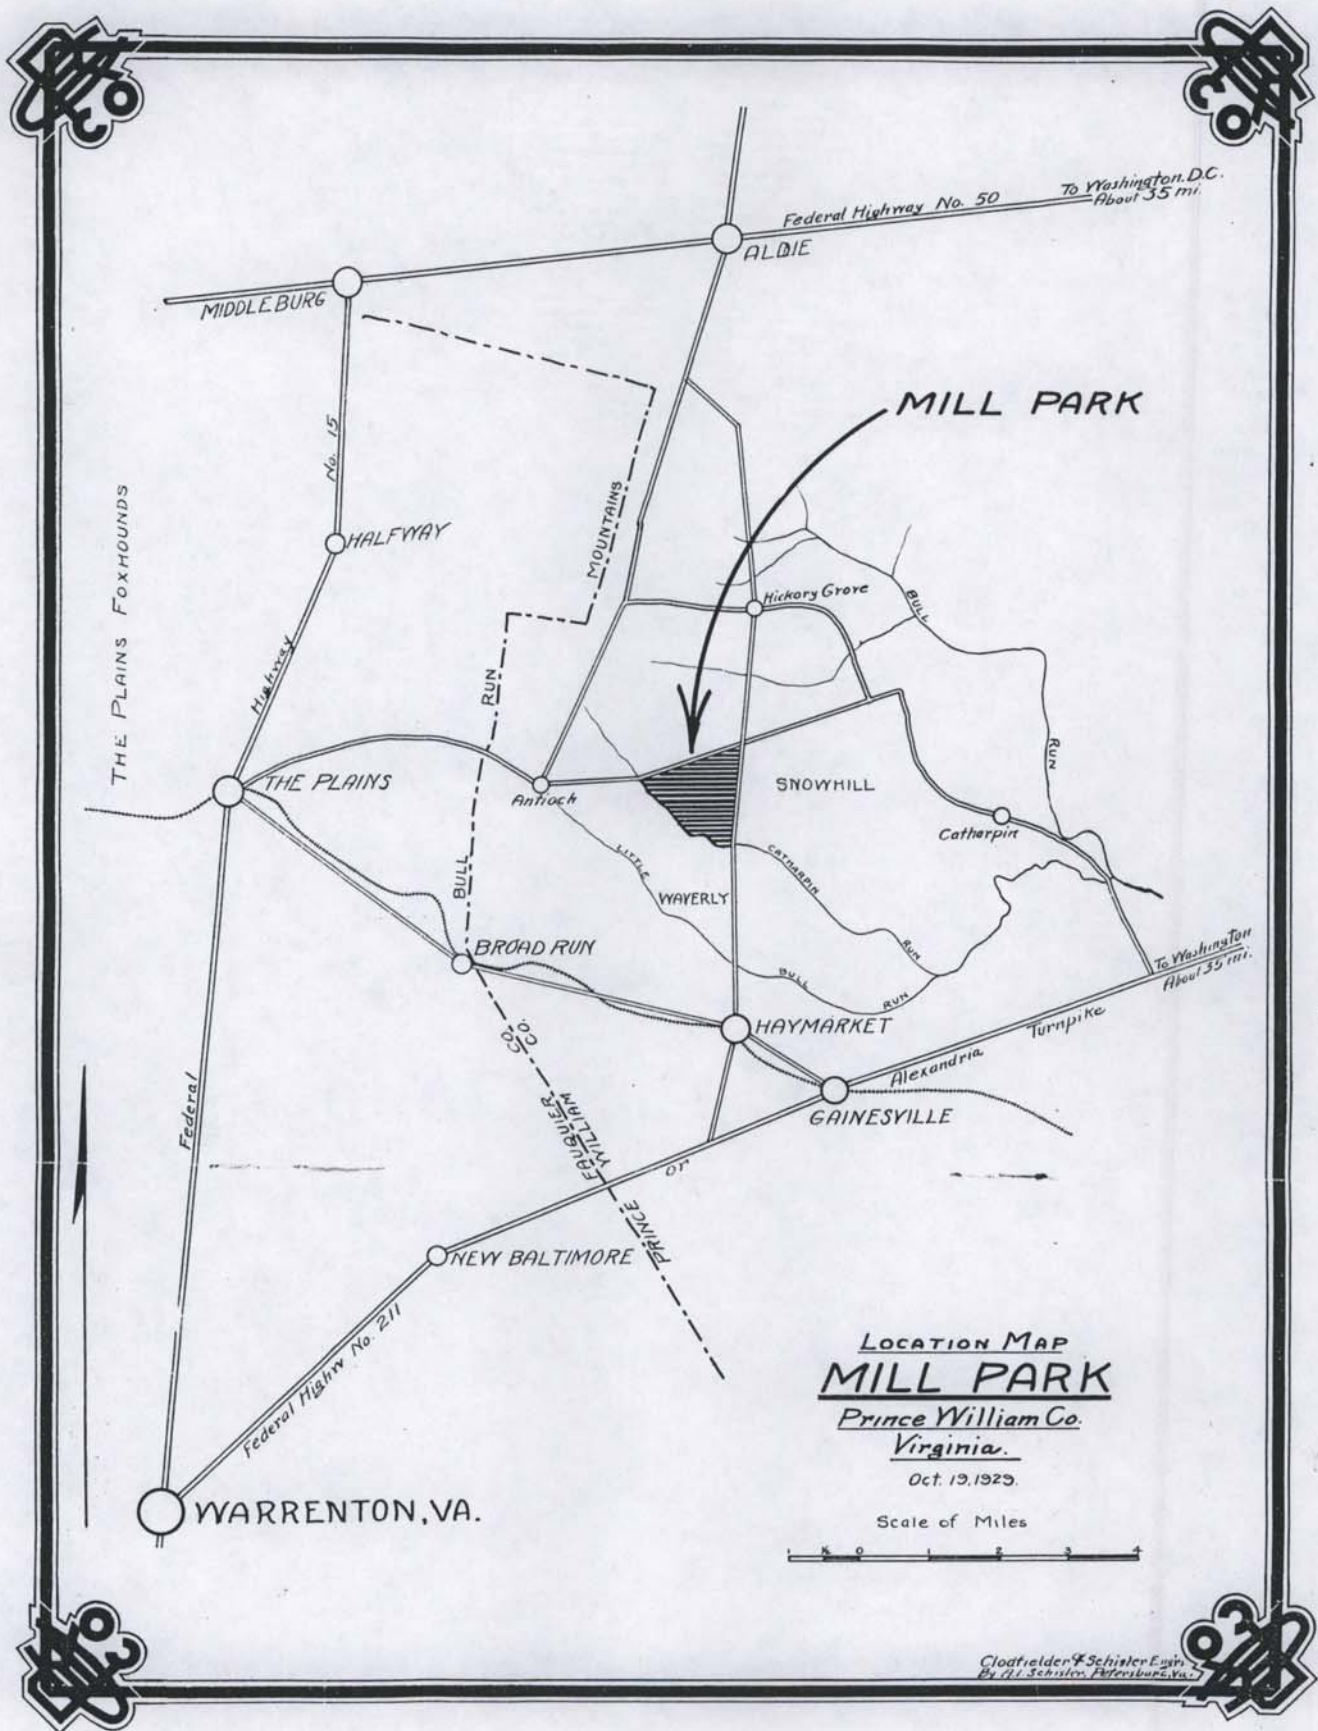 To Washington, D.C.
About 35 mi.
Federal Highway No. 50
ALDIE
MIDDLEBURG
MILL PARK
No. 15
MOUNTAINS
THE PLAINS FOXHOUNDS
HALFWAY
Hickory Grove
BULL
Highway
RUN
RUN
THE PLAINS
SNOWHILL
Antioch
Catharpin
LITTLE
CATHARPIN
BULL
WAVERLY
BROAD RUN
RUN
BULL
RUN
To Washington
About 35 mi.
HAYMARKET
Turnpike
CO.
CO.
Alexandria
Federal
GAINESVILLE
FAUQUIER
WILLIAM
or
PRINCE
NEW BALTIMORE
Federal Highw No. 211
LOCATION MAP
MILL PARK
Prince William Co.
Virginia.
Oct. 19, 1929.
WARRENTON, VA.
Scale of Miles
1 ½ 0 1 2 3 4
Clodfielder & Schisler Engrs
By A.I. Schisler, Petersburg, Va.